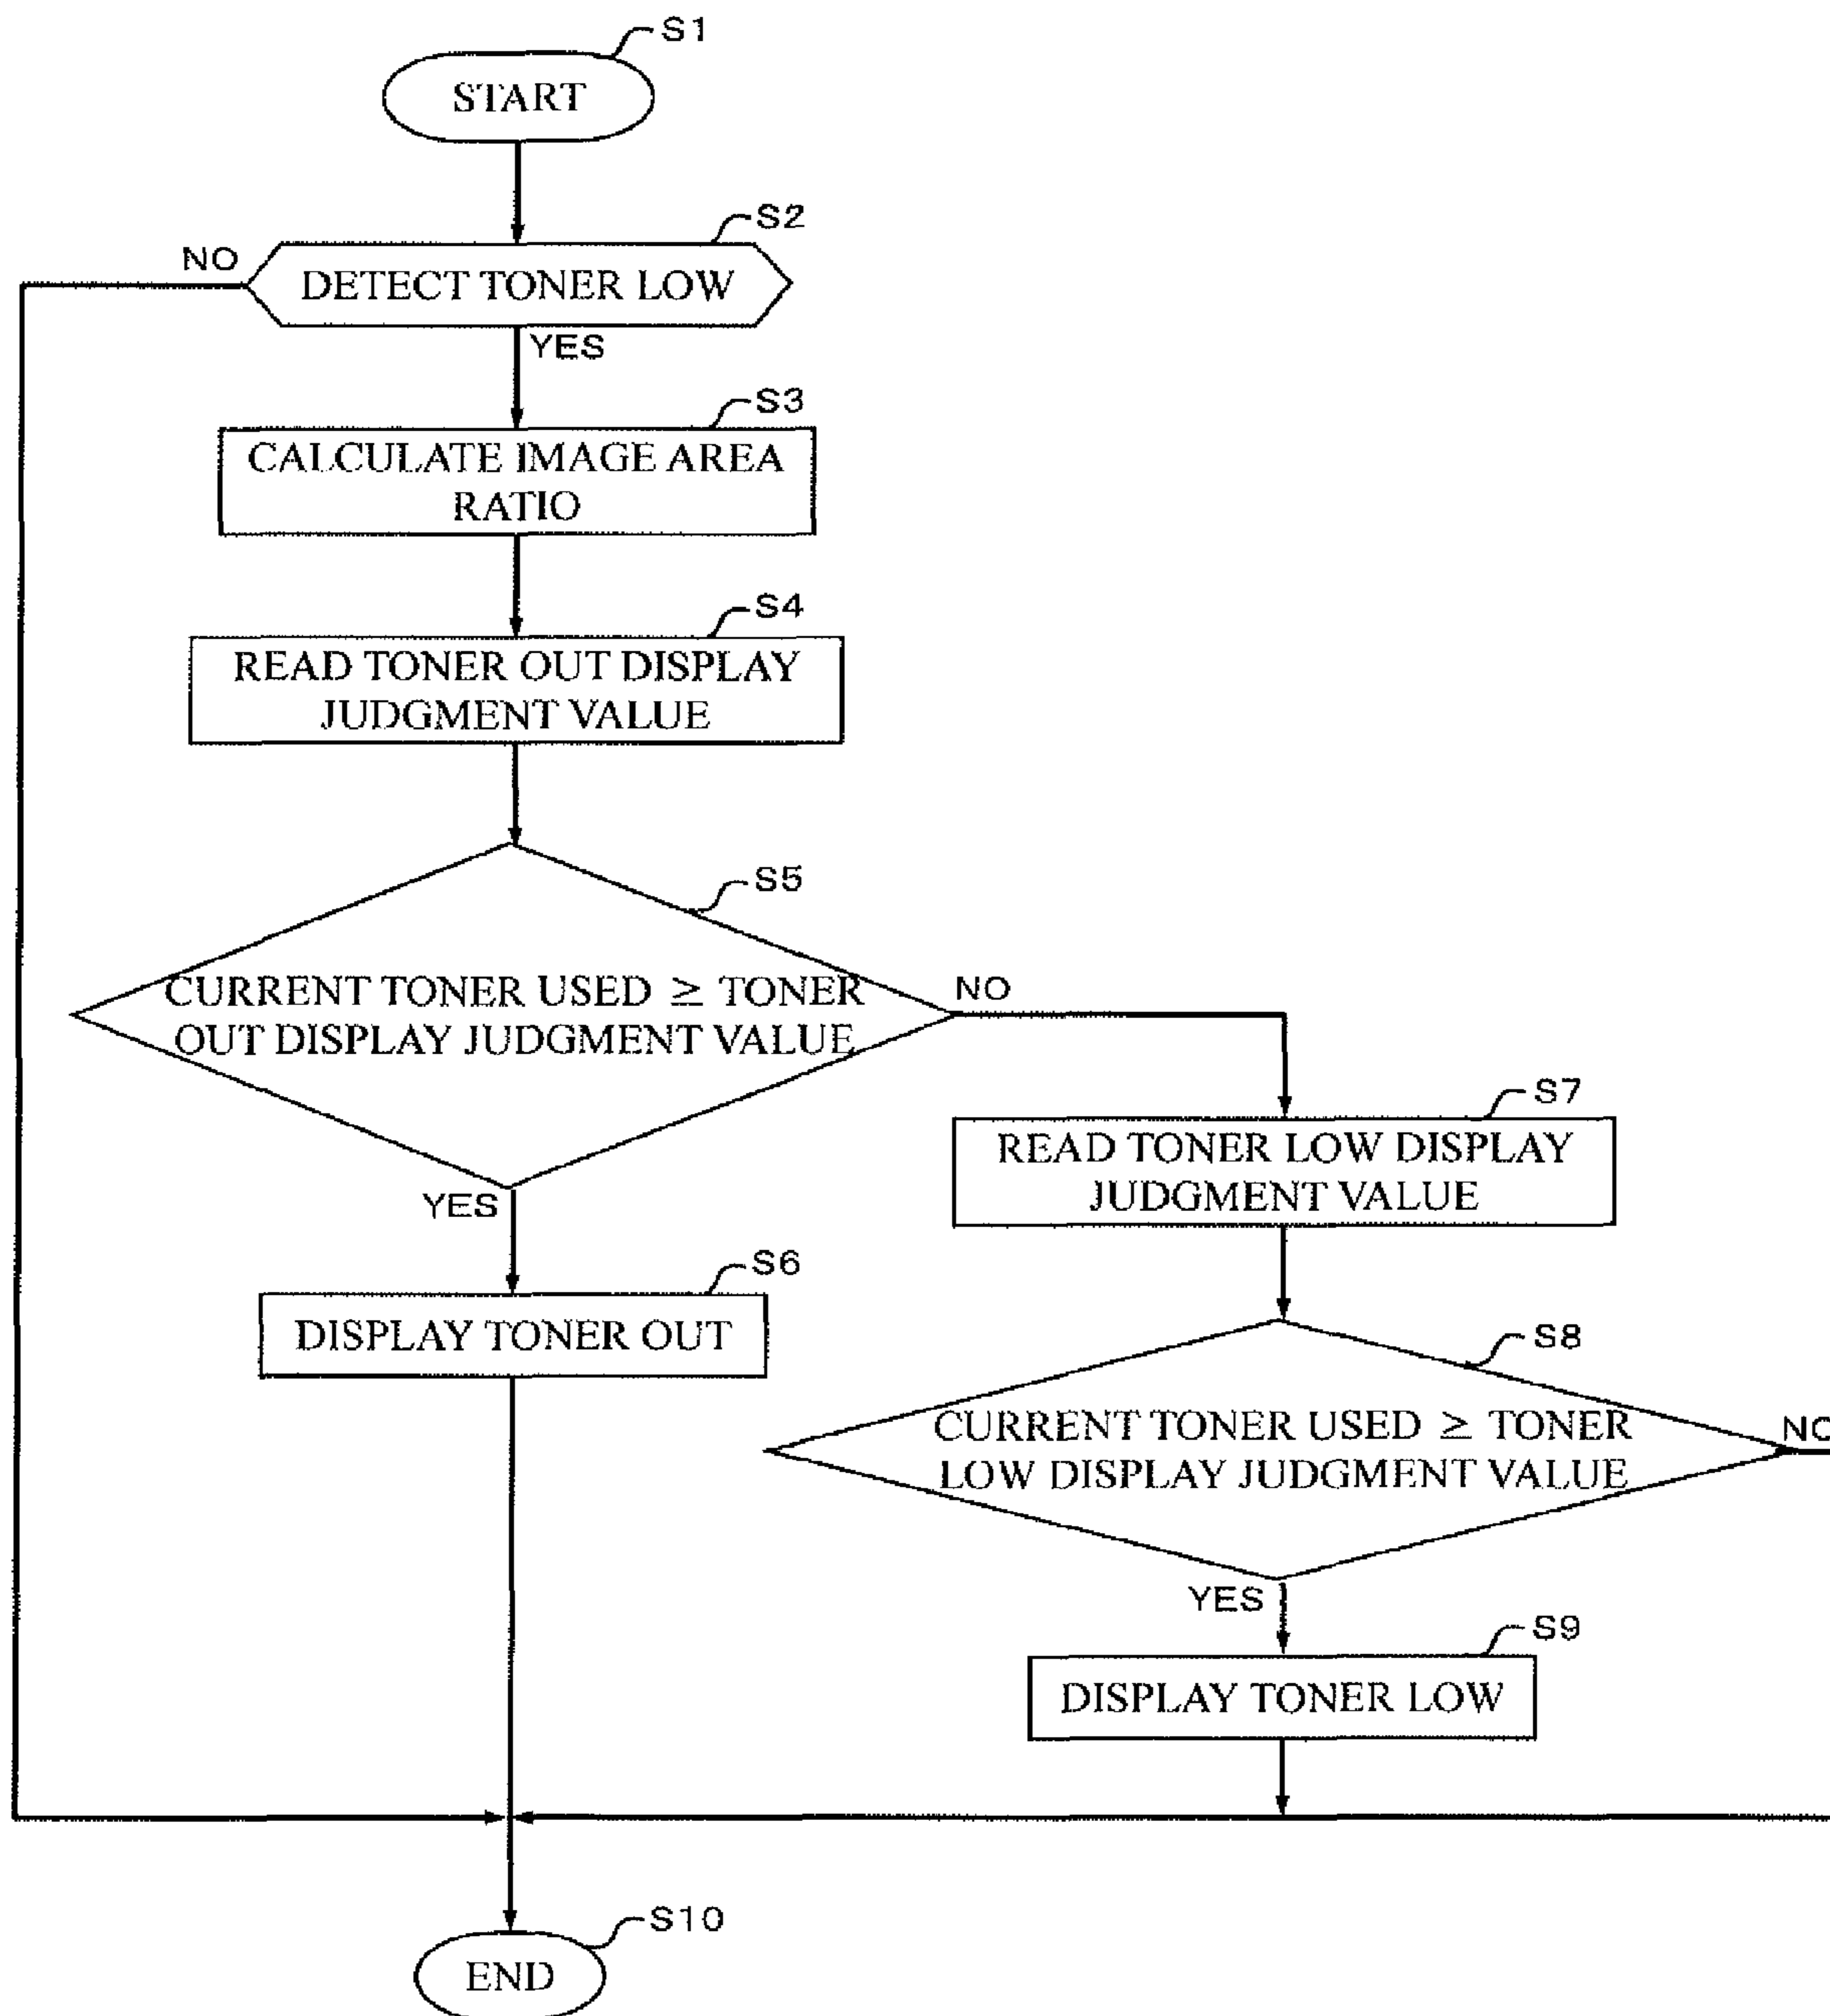 S1
START
S2
NO
DETECT TONER LOW
YES
S3
CALCULATE IMAGE AREA
RATIO
S4
READ TONER OUT DISPLAY
JUDGMENT VALUE
S5
CURRENT TONER USED ≥ TONER
OUT DISPLAY JUDGMENT VALUE
NO
YES
S6
DISPLAY TONER OUT
S7
READ TONER LOW DISPLAY
JUDGMENT VALUE
S8
CURRENT TONER USED ≥ TONER
LOW DISPLAY JUDGMENT VALUE
NO
YES
S9
DISPLAY TONER LOW
S10
END